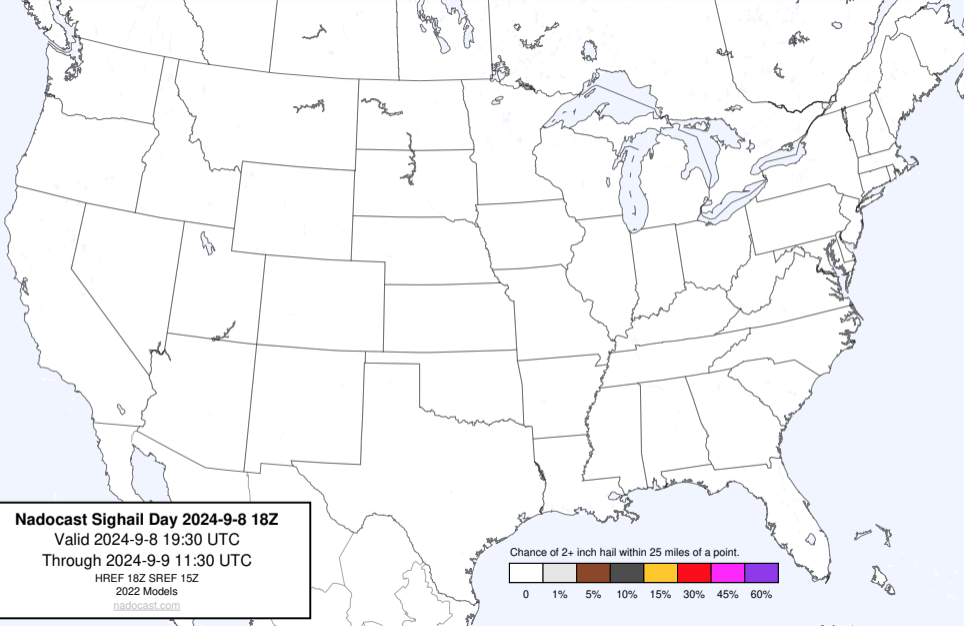 Nadocast Sighail Day 2024-9-8 18Z
Valid 2024-9-8 19:30 UTC
Through 2024-9-9 11:30 UTC
HREF 18Z SREF 15Z
2022 Models
nadocast.com
Chance of 2+ inch hail within 25 miles of a point.
0 1% 5% 10% 15% 30% 45% 60%